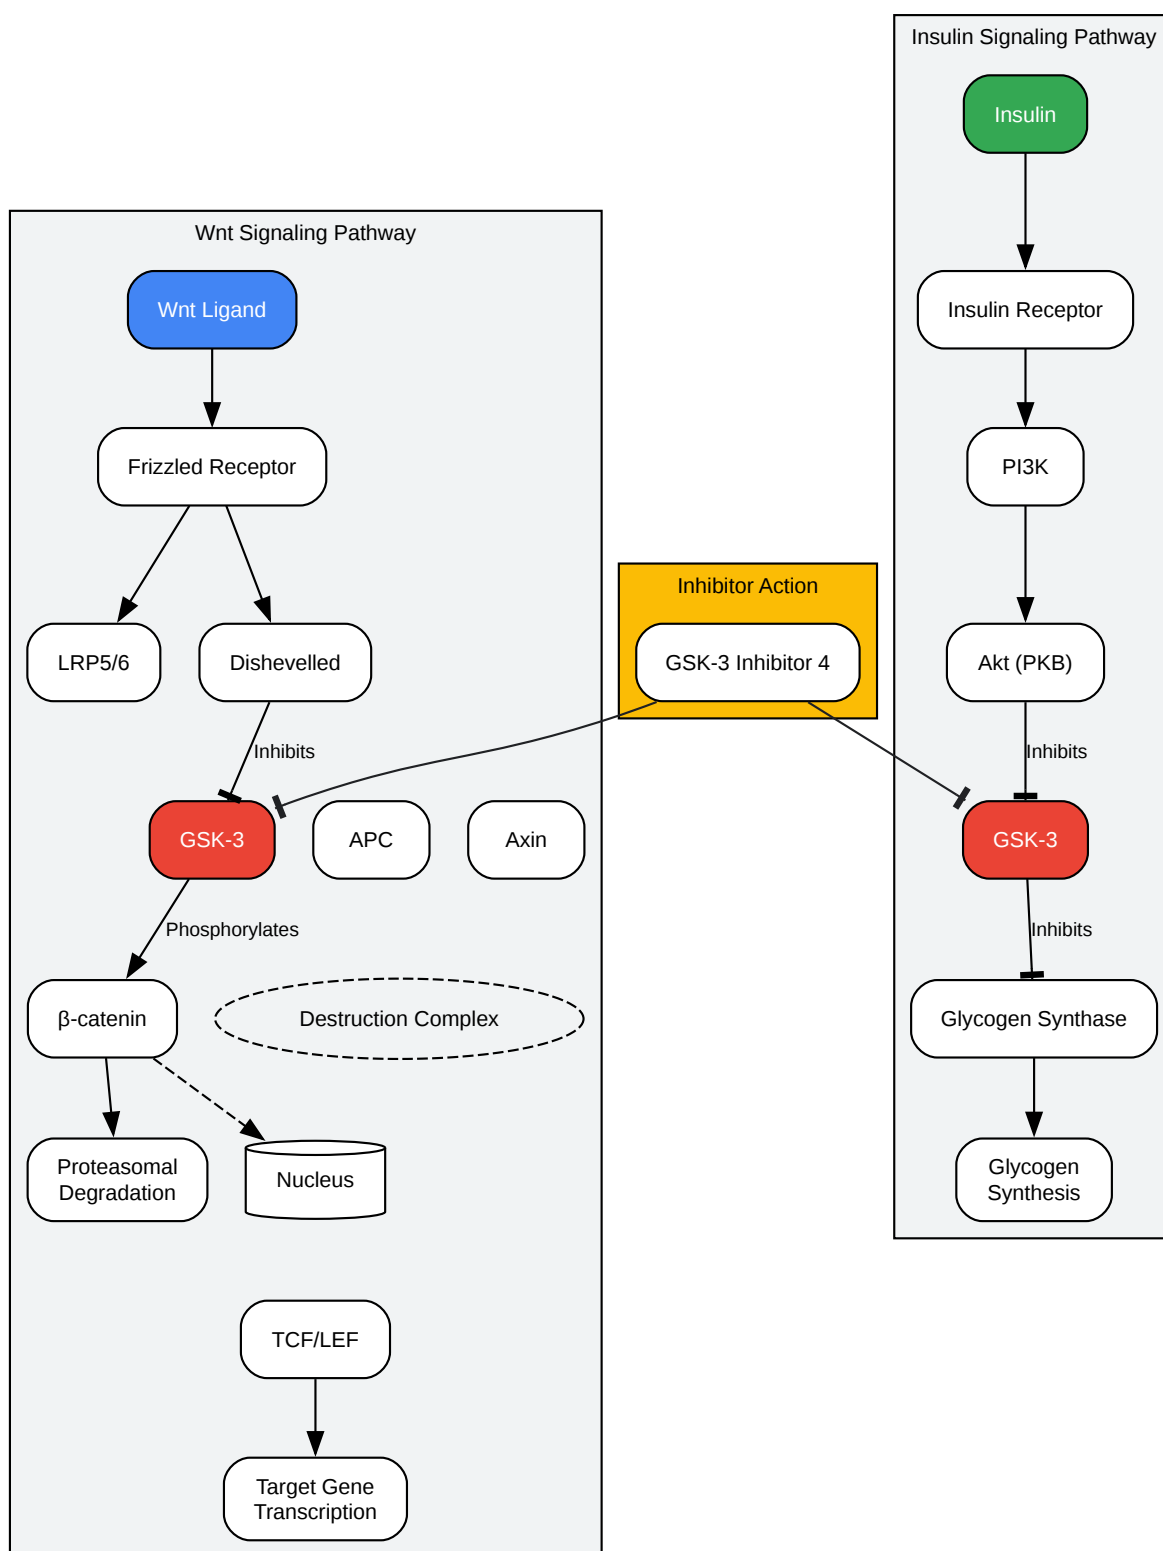 Insulin Signaling Pathway
Insulin
Insulin Receptor
PI3K
Akt (PKB)
Inhibits
GSK-3
Inhibits
Glycogen Synthase
Glycogen
Synthesis
Wnt Signaling Pathway
Wnt Ligand
Frizzled Receptor
LRP5/6
Dishevelled
Inhibits
GSK-3
APC
Axin
Phosphorylates
β-catenin
Destruction Complex
Proteasomal
Degradation
Nucleus
TCF/LEF
Target Gene
Transcription
Inhibitor Action
GSK-3 Inhibitor 4